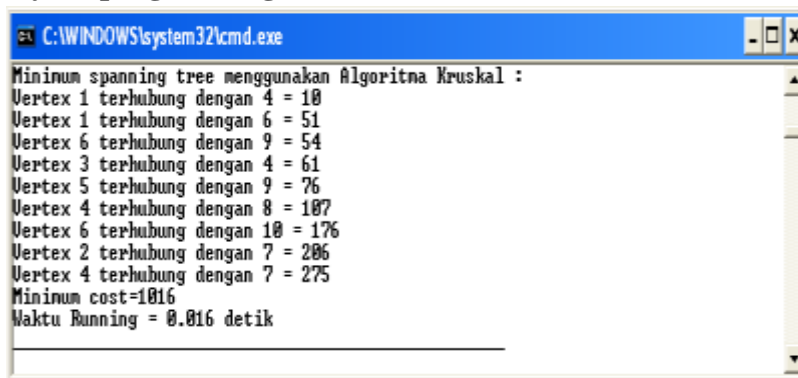 C:\WINDOWS\system32\cmd.exe
Minimum spanning tree menggunakan Algoritma Kruskal :
Vertex 1 terhubung dengan 4 = 10
Vertex 1 terhubung dengan 6 = 51
Vertex 6 terhubung dengan 9 = 54
Vertex 3 terhubung dengan 4 = 61
Vertex 5 terhubung dengan 9 = 76
Vertex 4 terhubung dengan 8 = 107
Vertex 6 terhubung dengan 10 = 176
Vertex 2 terhubung dengan 7 = 206
Vertex 4 terhubung dengan 7 = 275
Minimum cost=1016
Waktu Running = 0.016 detik